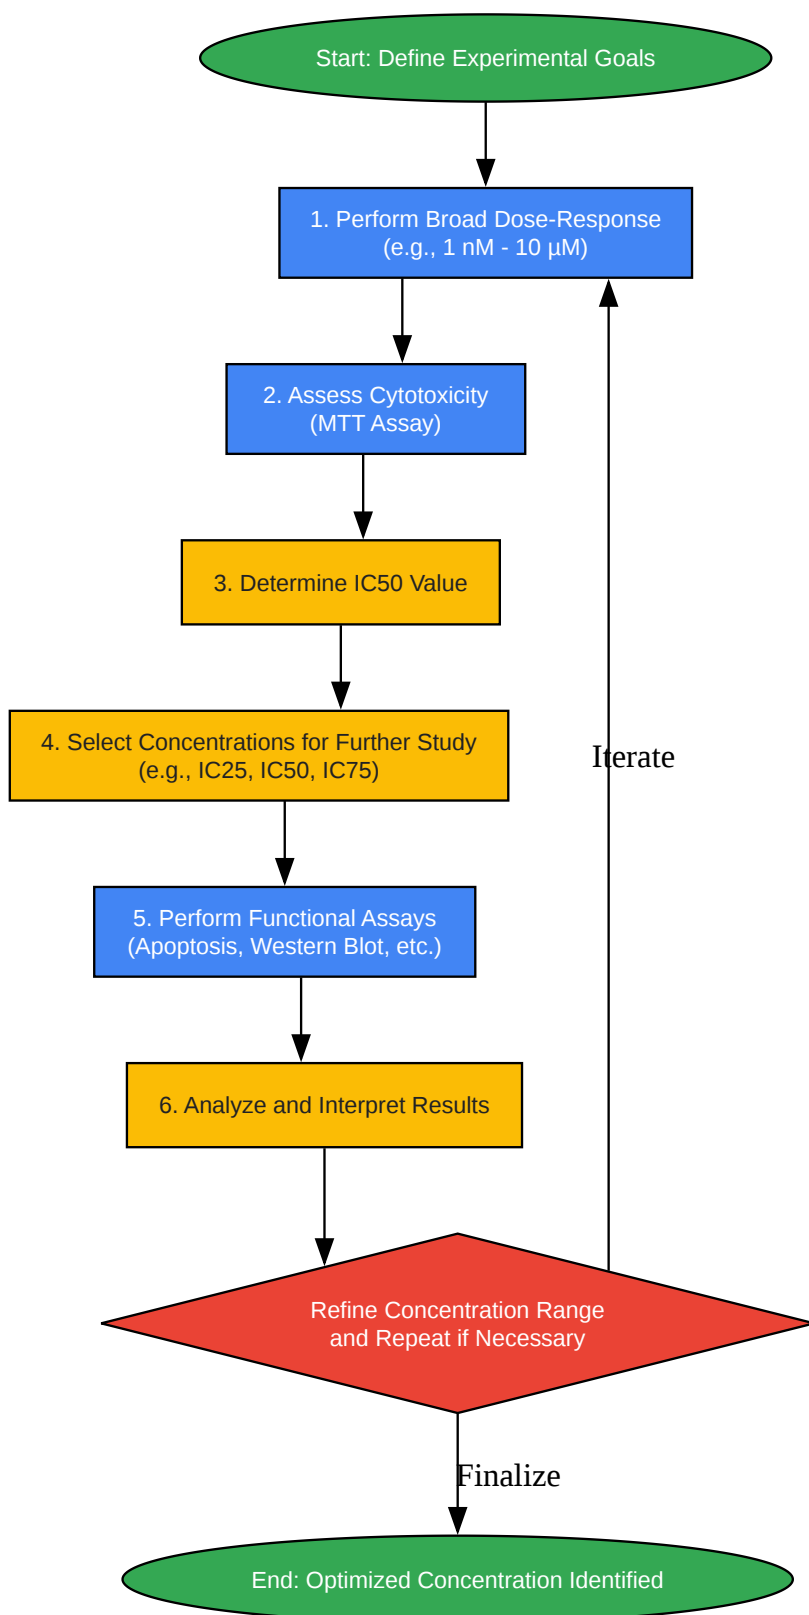 Start: Define Experimental Goals
1. Perform Broad Dose-Response
(e.g., 1 nM - 10 µM)
2. Assess Cytotoxicity
(MTT Assay)
3. Determine IC50 Value
4. Select Concentrations for Further Study
(e.g., IC25, IC50, IC75)
Iterate
5. Perform Functional Assays
(Apoptosis, Western Blot, etc.)
6. Analyze and Interpret Results
Refine Concentration Range
and Repeat if Necessary
Finalize
End: Optimized Concentration Identified